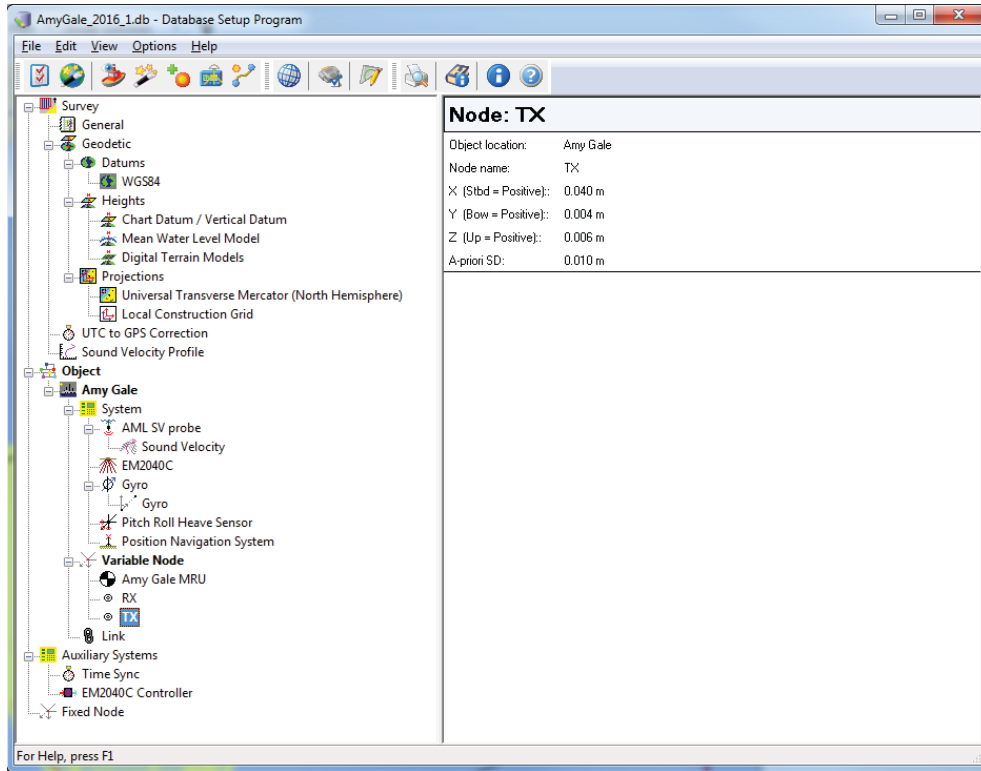 AmyGale_2016_1.db - Database Setup Program
File Edit View Options Help
Survey
General
Geodetic
Datums
WGS84
Heights
Chart Datum / Vertical Datum
Mean Water Level Model
Digital Terrain Models
Projections
Universal Transverse Mercator (North Hemisphere)
Local Construction Grid
UTC to GPS Correction
Sound Velocity Profile
Object
Amy Gale
System
AML SV probe
Sound Velocity
EM2040C
Gyro
Gyro
Pitch Roll Heave Sensor
Position Navigation System
Variable Node
Amy Gale MRU
RX
TX
Link
Auxiliary Systems
Time Sync
EM2040C Controller
Fixed Node
Node: TX
Object location: Amy Gale
Node name: TX
X (Stbd = Positive):: 0.040 m
Y (Bow = Positive):: 0.004 m
Z (Up = Positive):: 0.006 m
A-priori SD: 0.010 m
For Help, press F1